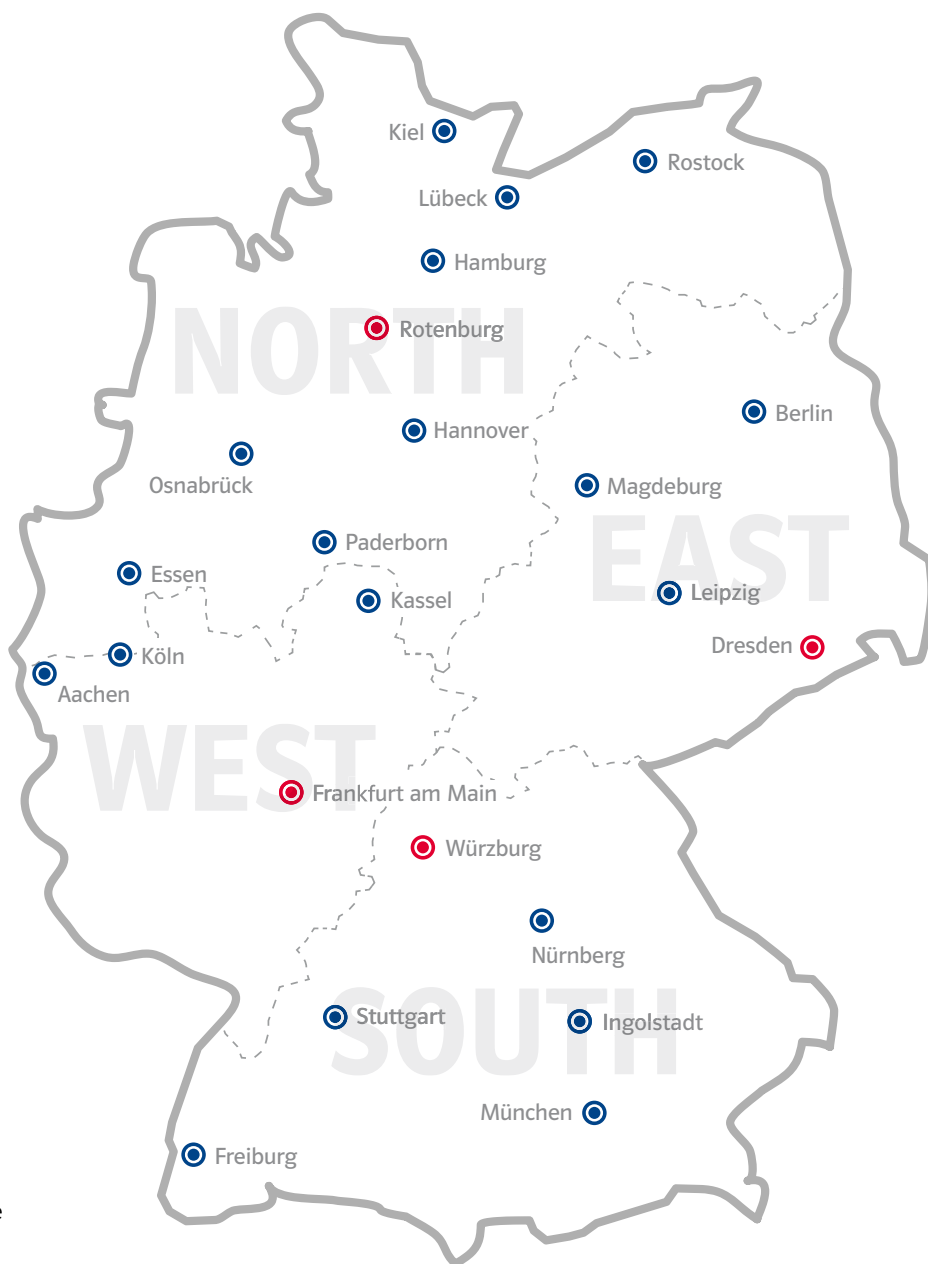 Kiel
Rostock
Lübeck
Hamburg
NORTH
Rotenburg
Berlin
Hannover
Osnabrück
Magdeburg
EAST
Paderborn
Essen
Kassel
Leipzig
Dresden
Köln
Aachen
WEST
Frankfurt am Main
Würzburg
Nürnberg
SOUTH
Stuttgart
Ingolstadt
München
Freiburg
e